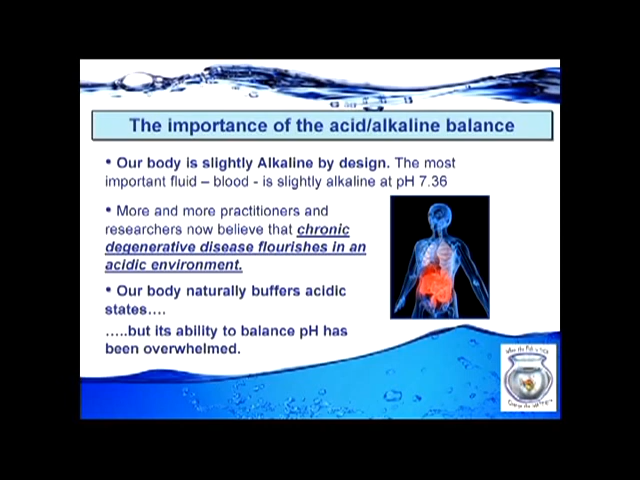 The importance of the acid/alkaline balance
• Our body is slightly Alkaline by design. The most
important fluid – blood - is slightly alkaline at pH 7.36
• More and more practitioners and
researchers now believe that chronic
degenerative disease flourishes in an
acidic environment.
• Our body naturally buffers acidic
states….
…..but its ability to balance pH has
been overwhelmed.